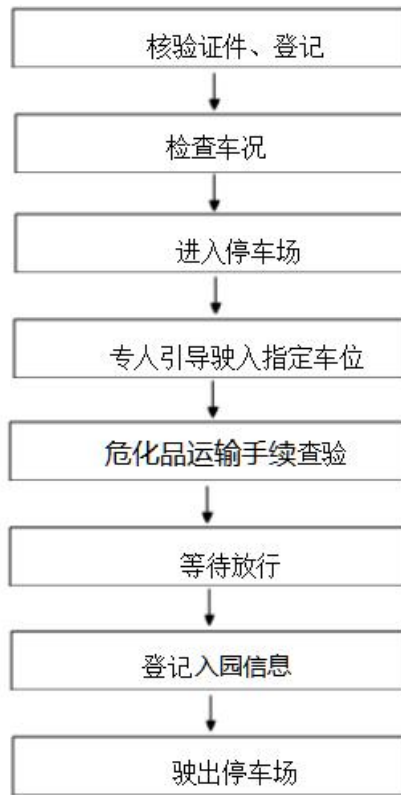 核验证件、登记
检查车况
进入停车场
专人引导驶入指定车位
危化品运输手续查验
等待放行
登记入园信息
驶出停车场